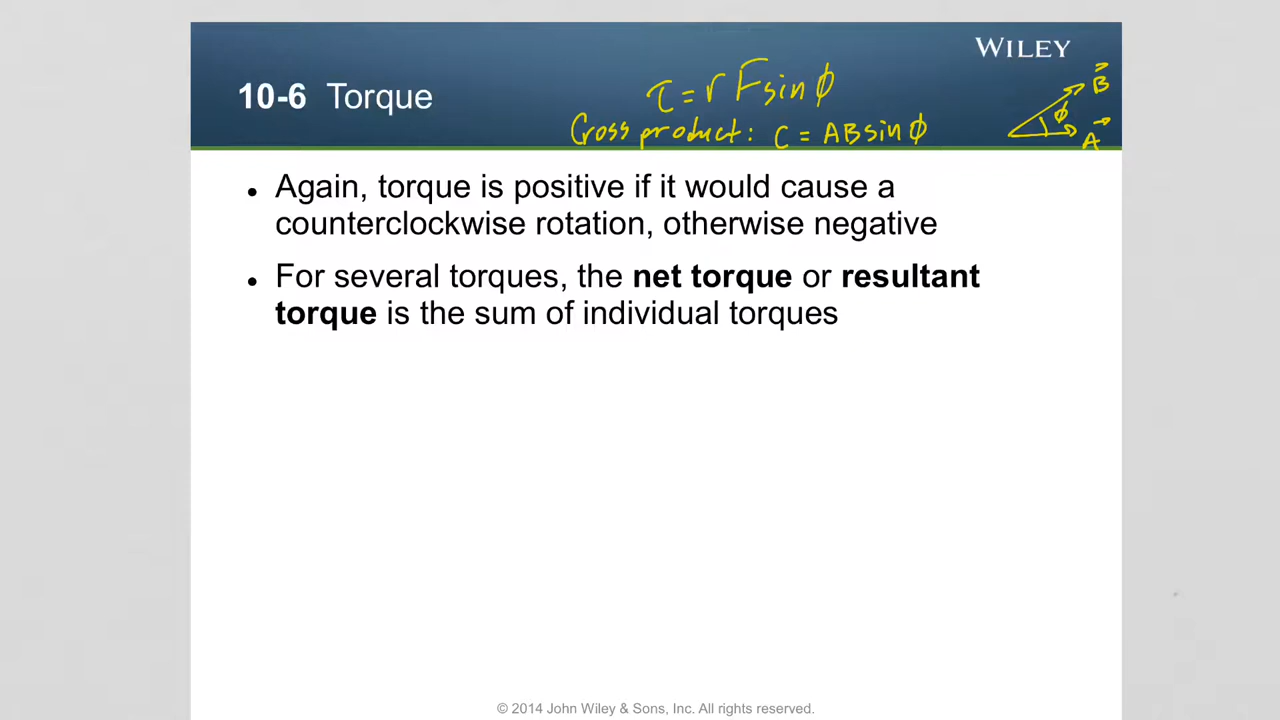 WILEY
10-6 Torque
τ = r F sin φ
Cross product: C = AB sin φ
B
φ
A
• Again, torque is positive if it would cause a
counterclockwise rotation, otherwise negative
• For several torques, the net torque or resultant
torque is the sum of individual torques
© 2014 John Wiley & Sons, Inc. All rights reserved.